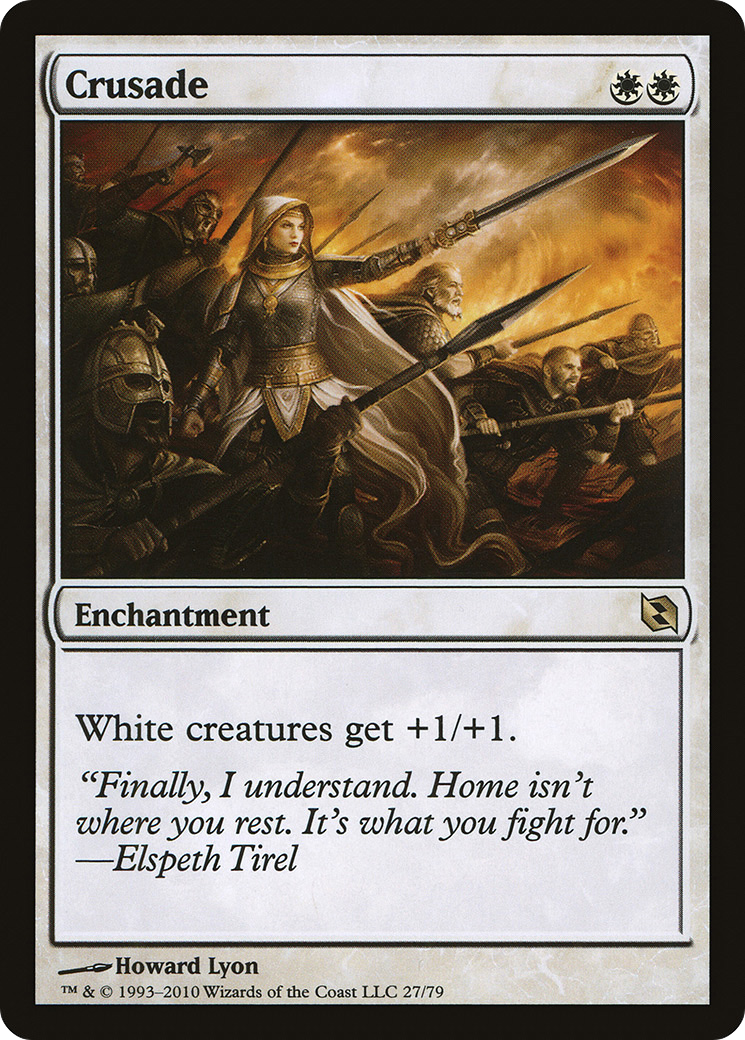 Crusade
Enchantment
White creatures get +1/+1.
“Finally, I understand. Home isn’t
where you rest. It’s what you fight for.”
—Elspeth Tirel
Howard Lyon
™ & © 1993–2010 Wizards of the Coast LLC 27/79